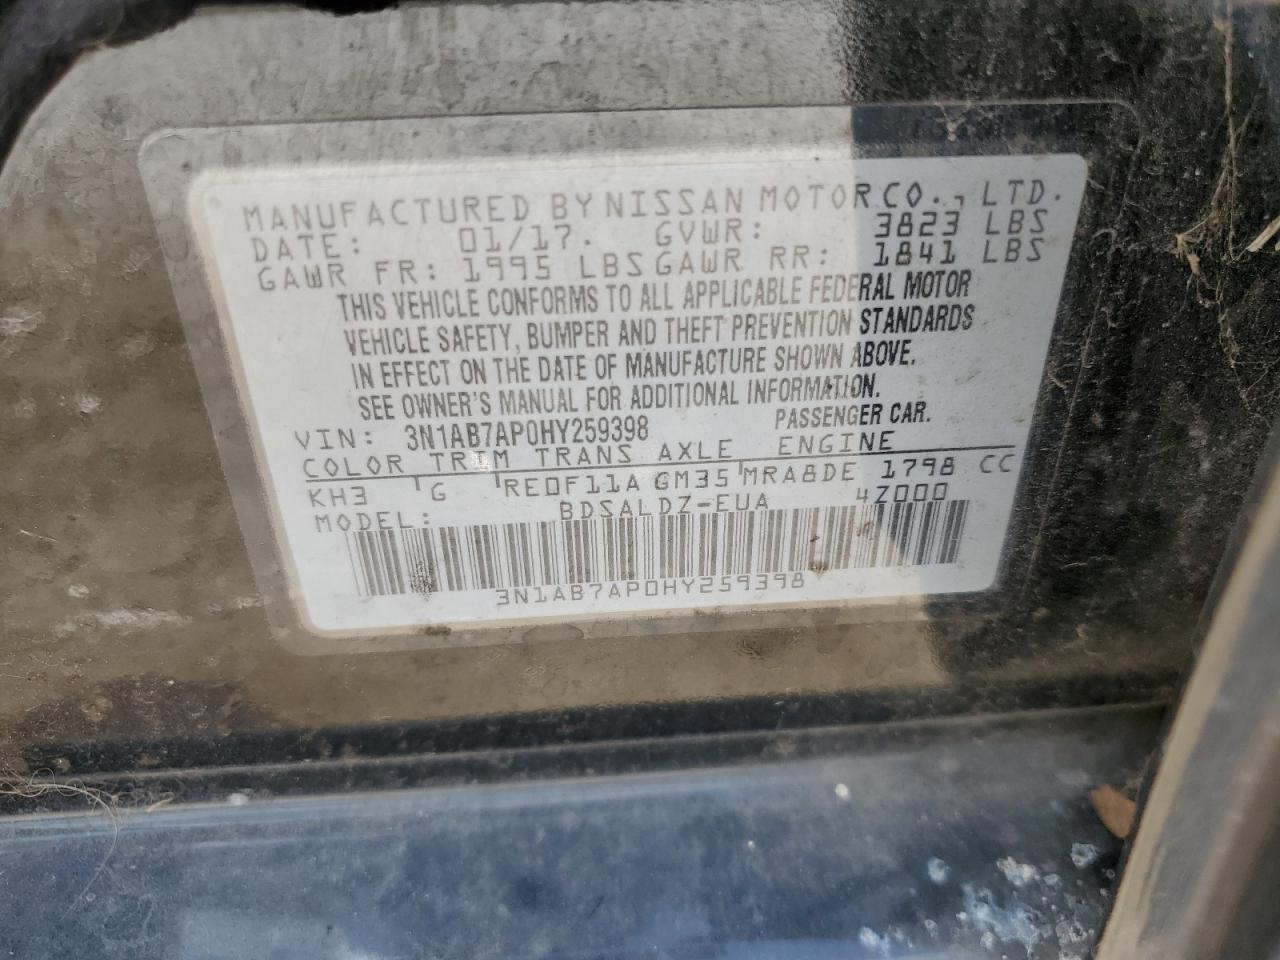 MANUFACTURED BY NISSAN MOTOR CO., LTD.
DATE: 01/17. GVWR: 3823 LBS
GAWR FR: 1995 LBS GAWR RR: 1841 LBS
THIS VEHICLE CONFORMS TO ALL APPLICABLE FEDERAL MOTOR
VEHICLE SAFETY, BUMPER AND THEFT PREVENTION STANDARDS
IN EFFECT ON THE DATE OF MANUFACTURE SHOWN ABOVE.
SEE OWNER'S MANUAL FOR ADDITIONAL INFORMATION.
VIN: 3N1AB7AP0HY259398 PASSENGER CAR.
COLOR TRIM TRANS AXLE ENGINE
KH3 G RE0F11A GM35 MRA8DE 1798 CC
MODEL: BDSALDZ-EUA 4Z000
3N1AB7AP0HY259398